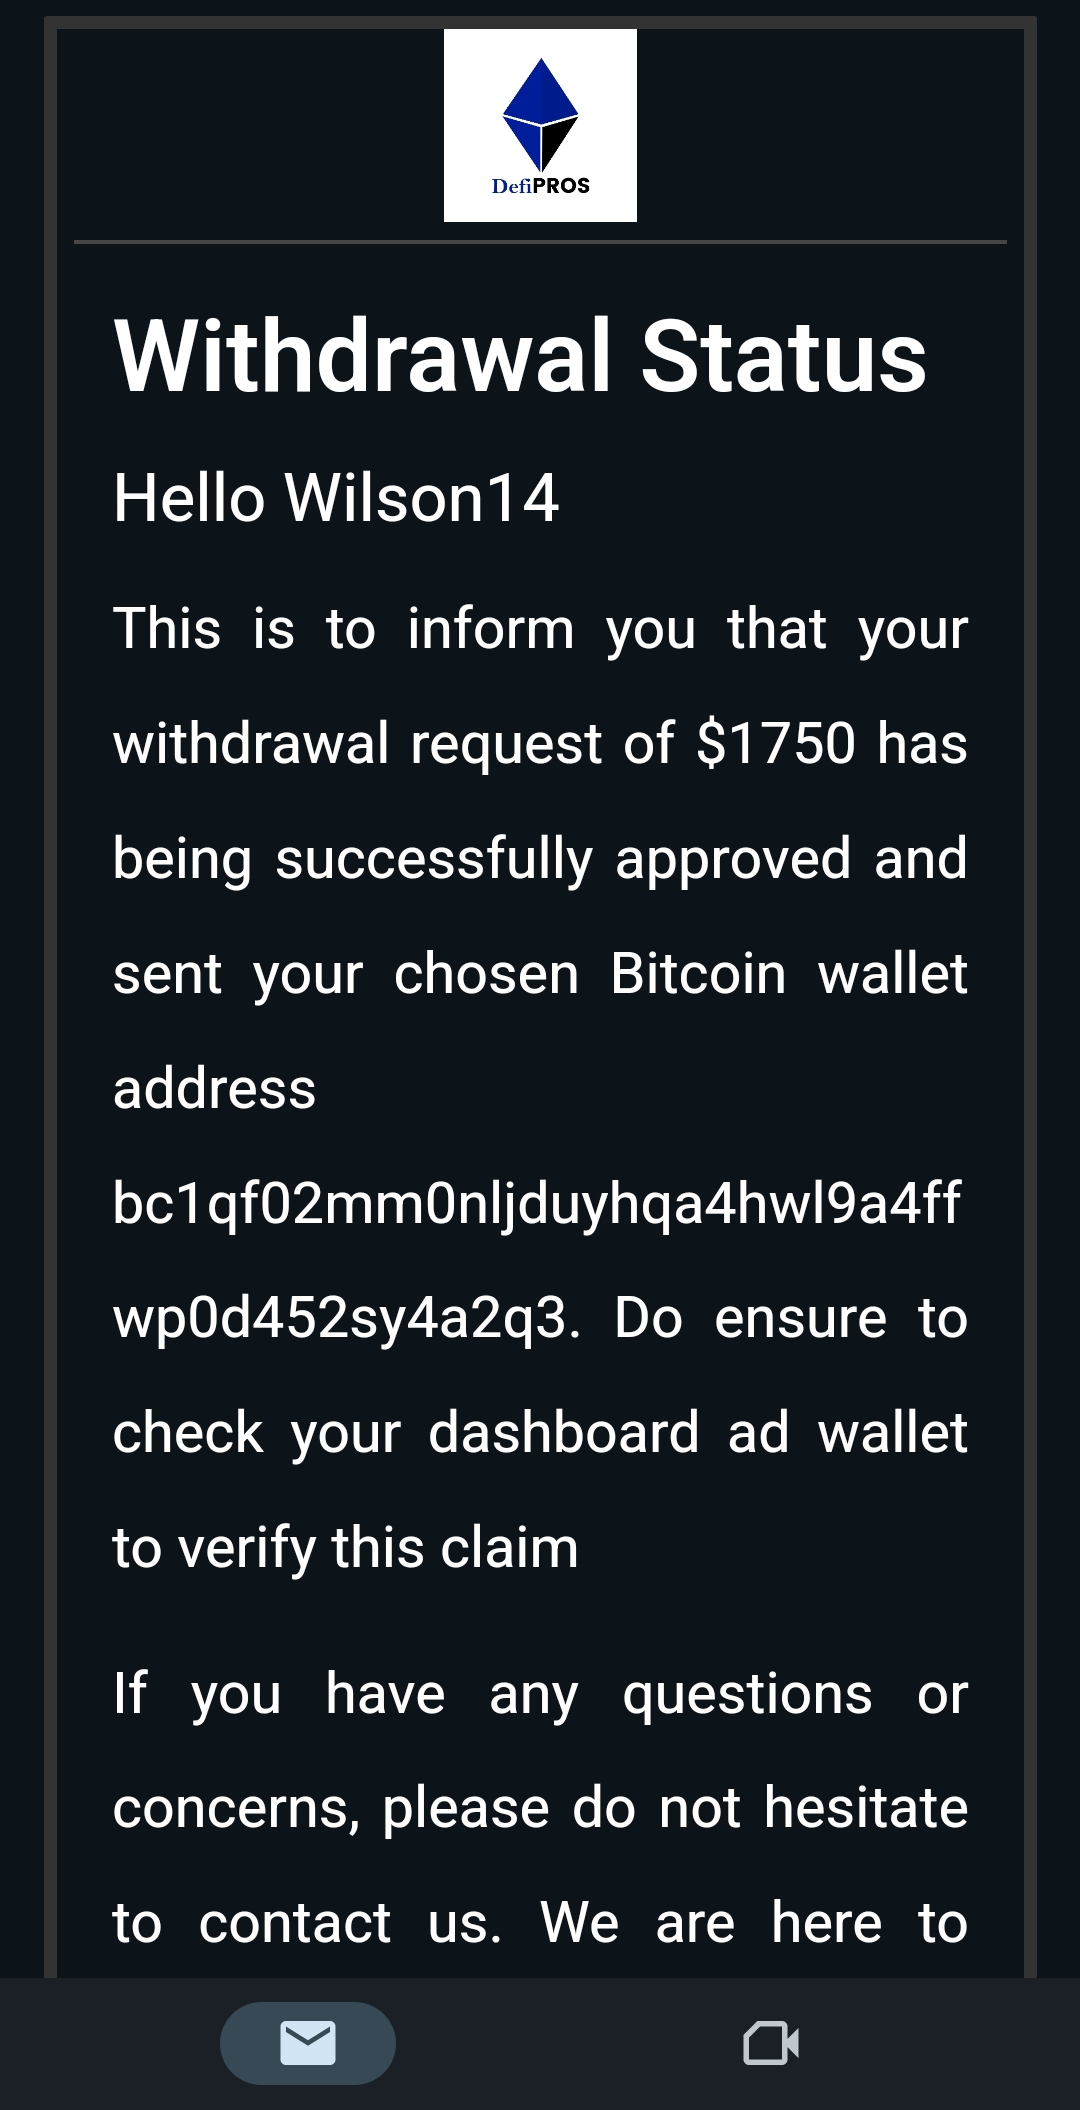 DefiPROS
Withdrawal Status
Hello Wilson14
This is to inform you that your
withdrawal request of $1750 has
being successfully approved and
sent your chosen Bitcoin wallet
address
bc1qf02mm0nljduyhqa4hwl9a4ff
wp0d452sy4a2q3. Do ensure to
check your dashboard ad wallet
to verify this claim
If you have any questions or
concerns, please do not hesitate
to contact us. We are here to